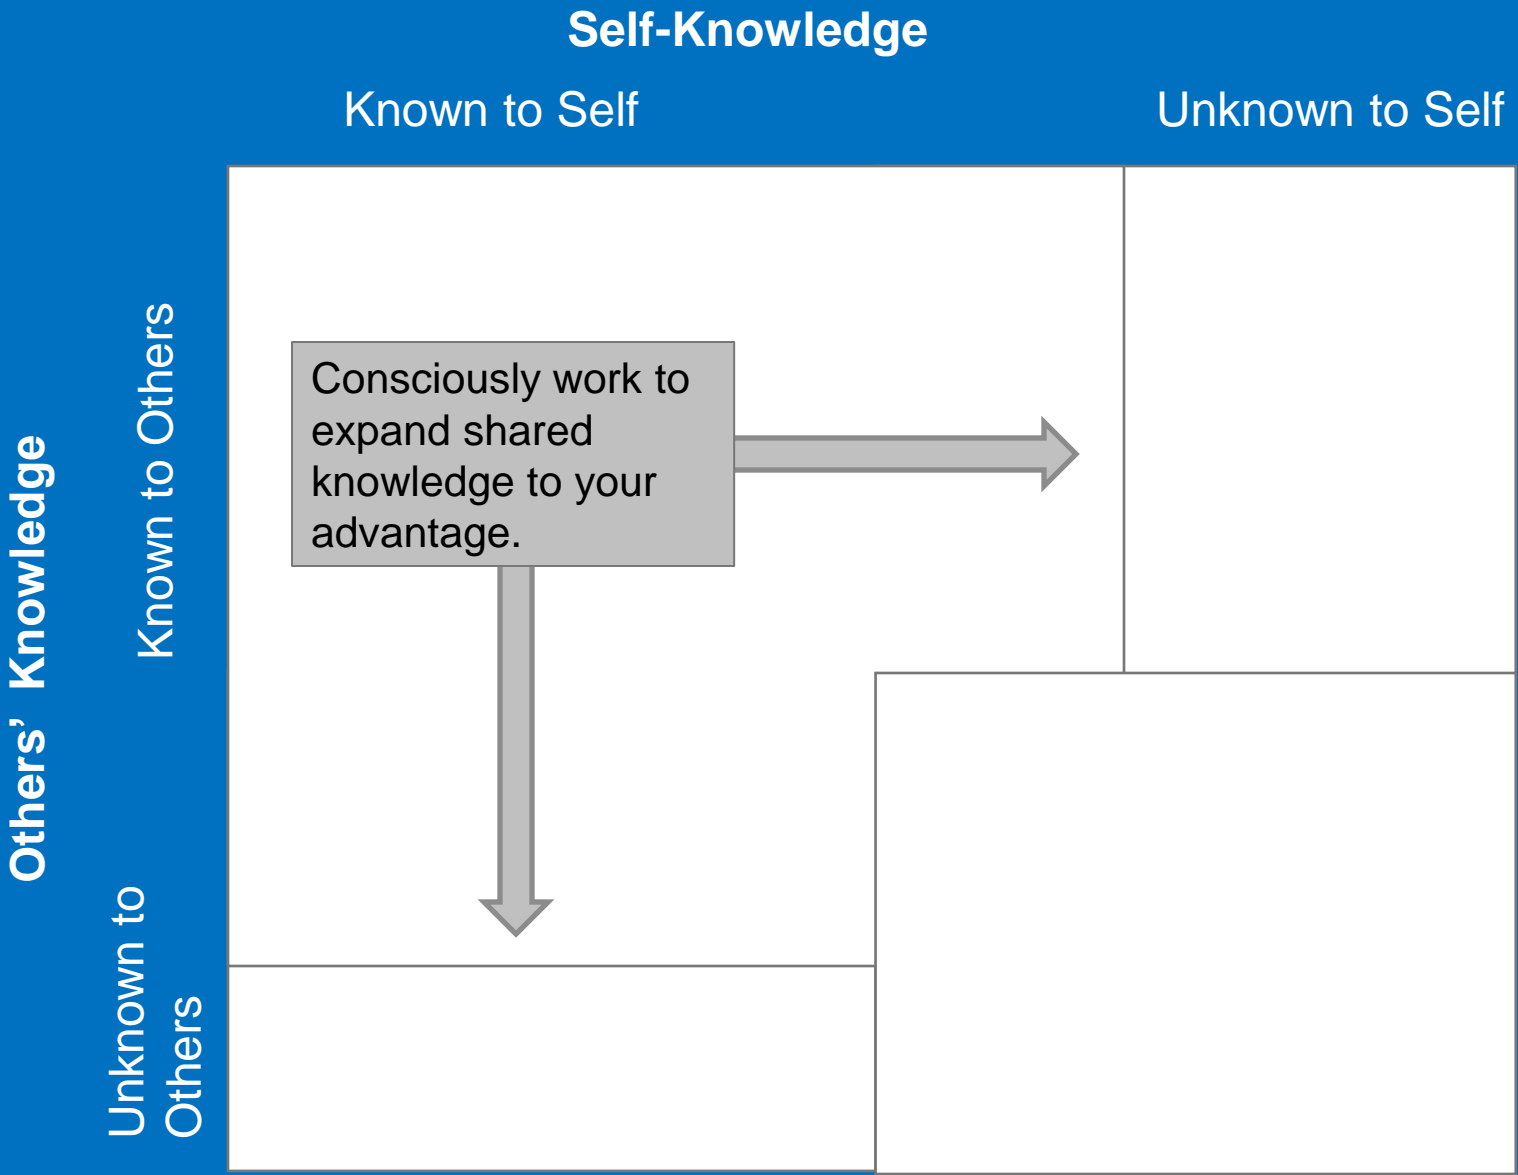 Self-Knowledge
Known to Self
Unknown to Self
Others’ Knowledge
Known to Others
Unknown to
Others
Consciously work to
expand shared
knowledge to your
advantage.